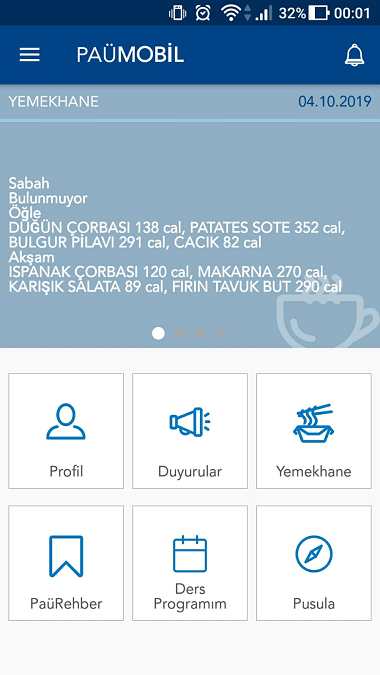 32% 00:01
PAÜMOBİL
YEMEKHANE 04.10.2019
Sabah
Bulunmuyor
Öğle
DÜĞÜN ÇORBASI 138 cal, PATATES SOTE 352 cal,
BULGUR PİLAVI 291 cal, CACIK 82 cal
Akşam
ISPANAK ÇORBASI 120 cal, MAKARNA 270 cal,
KARIŞIK SALATA 89 cal, FIRIN TAVUK BUT 290 cal
Profil Duyurular Yemekhane
PaüRehber Ders
Programım Pusula